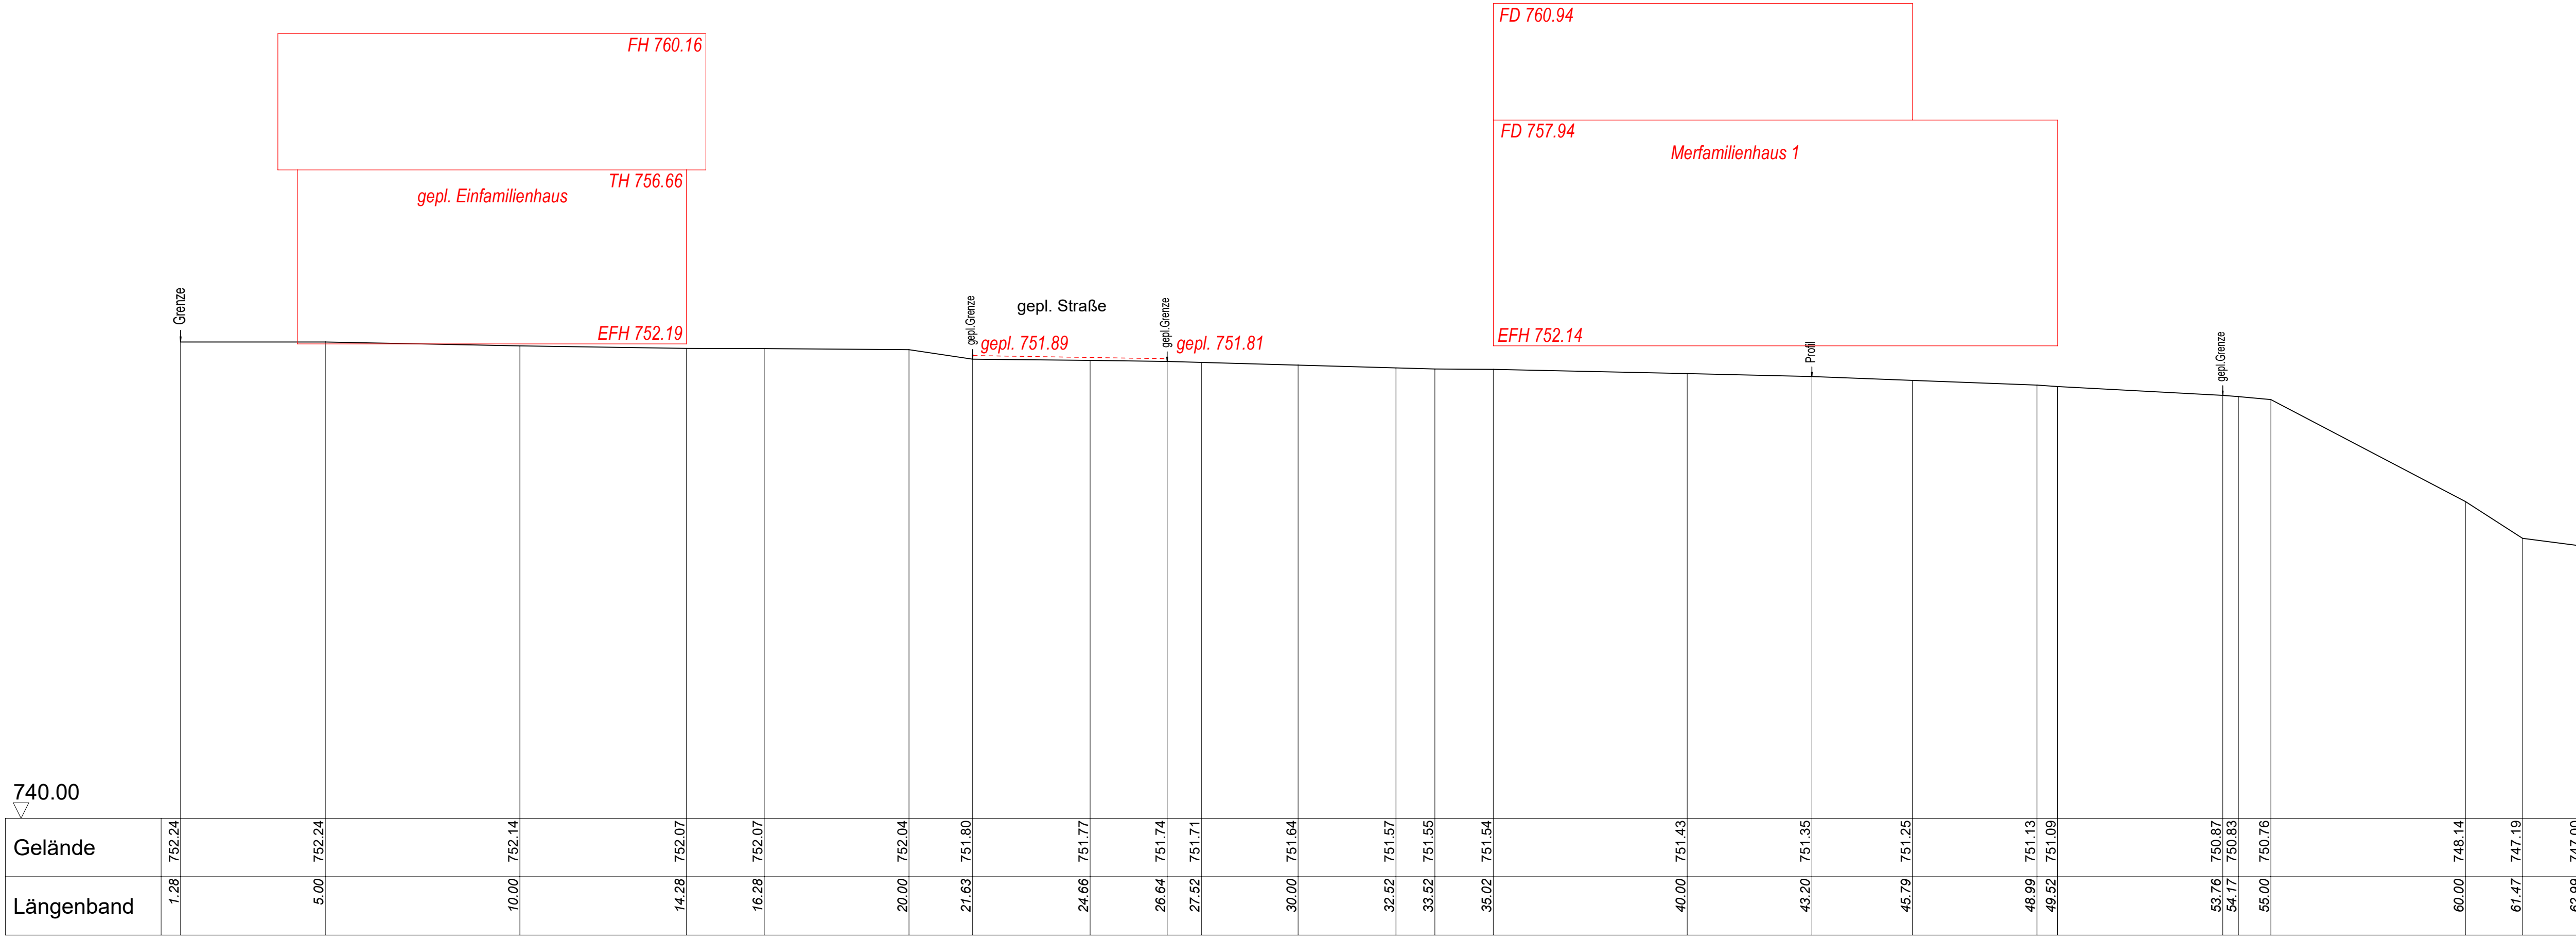 FD 760.94
FH 760.16
FD 757.94
Merfamilienhaus 1
TH 756.66
gepl. Einfamilienhaus
Grenze
EFH 752.19
gepl.Grenze
gepl. Straße
gepl. 751.89
gepl.Grenze
gepl. 751.81
EFH 752.14
Profil
gepl.Grenze
740.00
Gelände 752.24 752.24 752.14 752.07 752.07 752.04 751.80 751.77 751.74 751.71 751.64 751.57 751.55 751.54 751.43 751.35 751.25 751.13 751.09 750.87 750.83 750.76 748.14 747.19 747.00
Längenband 1.28 5.00 10.00 14.28 16.28 20.00 21.63 24.66 26.64 27.52 30.00 32.52 33.52 35.02 40.00 43.20 45.79 48.99 49.52 53.76 54.17 55.00 60.00 61.47